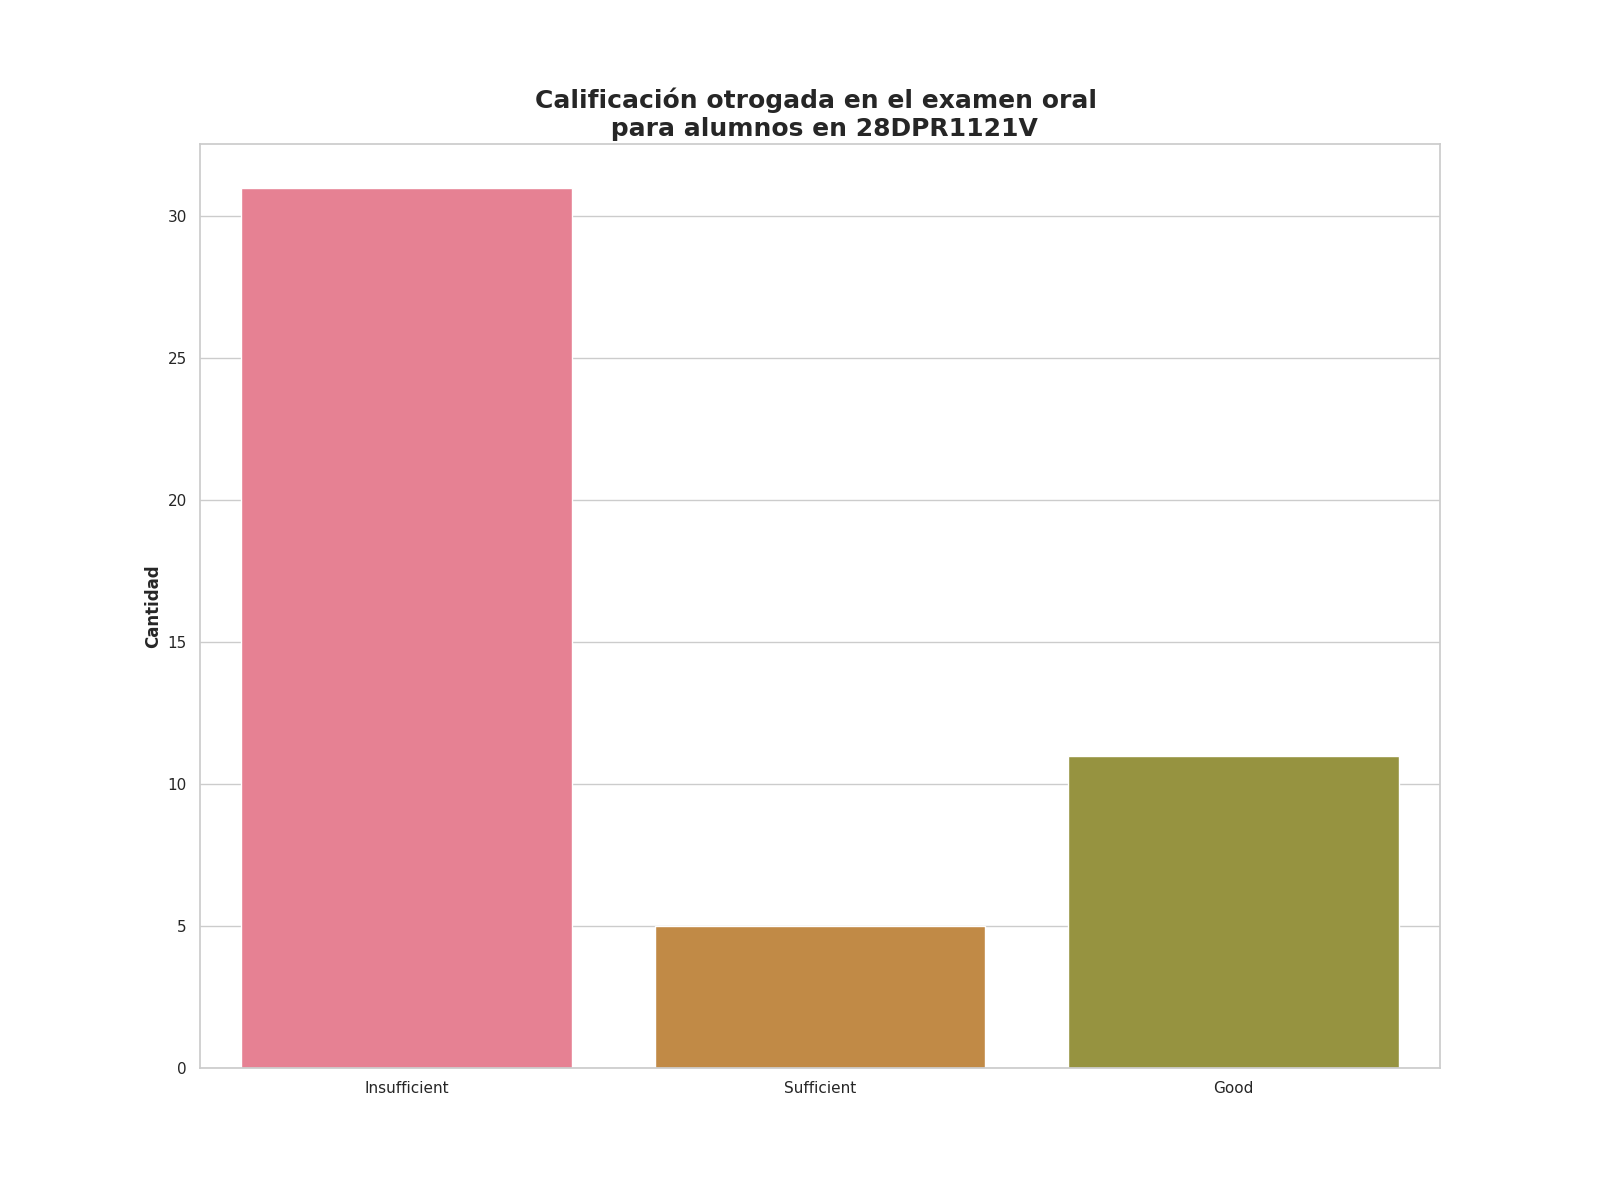 Calificación otrogada en el examen oral
para alumnos en 28DPR1121V
30
25
20
15
10
5
0
Cantidad
Insufficient
Sufficient
Good